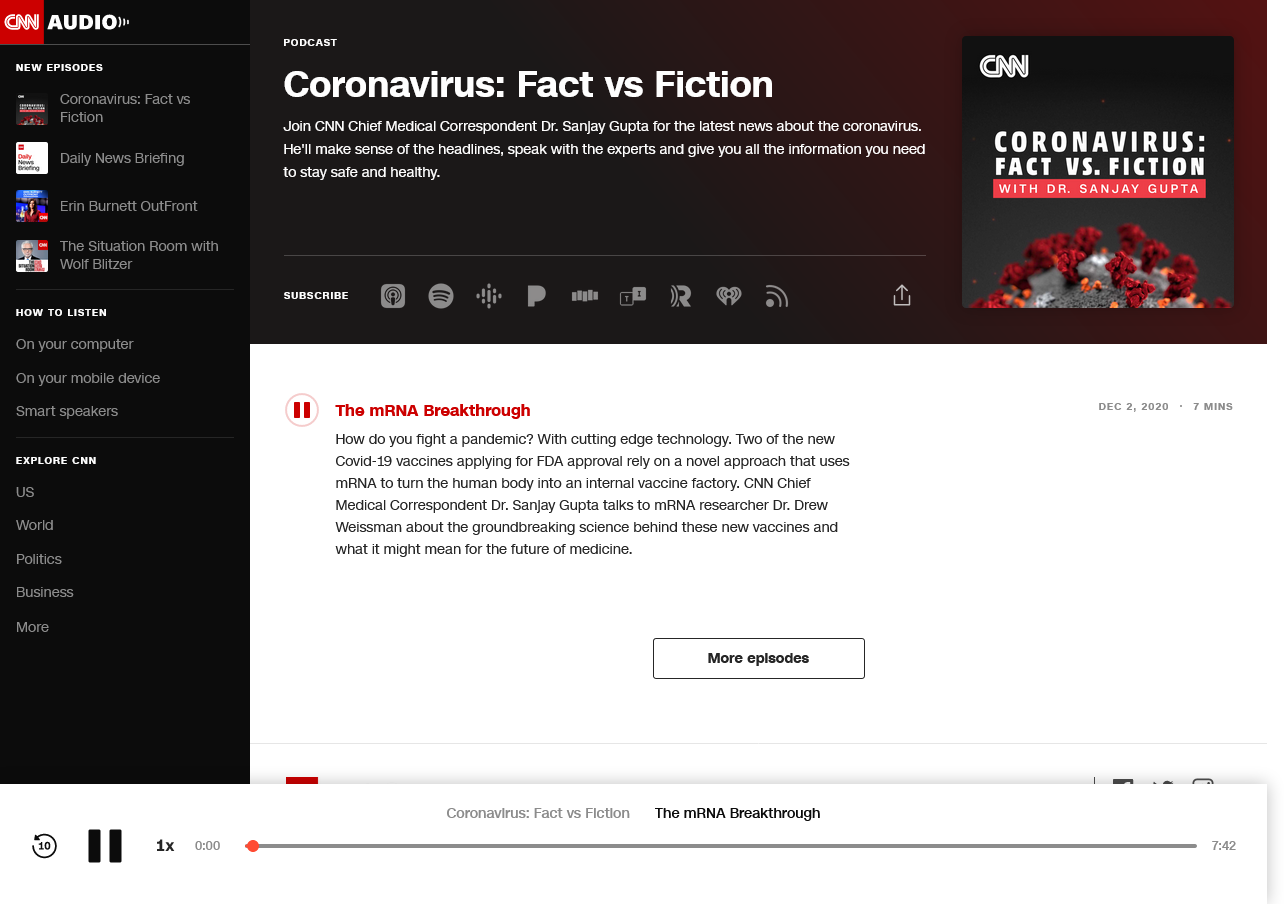 CNN AUDIO
NEW EPISODES
Coronavirus: Fact vs
Fiction
Daily
News
Briefing
Daily News Briefing
Erin Burnett OutFront
The Situation Room with
Wolf Blitzer
HOW TO LISTEN
On your computer
On your mobile device
Smart speakers
EXPLORE CNN
US
World
Politics
Business
More
PODCAST
Coronavirus: Fact vs Fiction
Join CNN Chief Medical Correspondent Dr. Sanjay Gupta for the latest news about the coronavirus.
He'll make sense of the headlines, speak with the experts and give you all the information you need
to stay safe and healthy.
SUBSCRIBE
CNN
CORONAVIRUS:
FACT VS. FICTION
WITH DR. SANJAY GUPTA
The mRNA Breakthrough
DEC 2, 2020 · 7 MINS
How do you fight a pandemic? With cutting edge technology. Two of the new
Covid-19 vaccines applying for FDA approval rely on a novel approach that uses
mRNA to turn the human body into an internal vaccine factory. CNN Chief
Medical Correspondent Dr. Sanjay Gupta talks to mRNA researcher Dr. Drew
Weissman about the groundbreaking science behind these new vaccines and
what it might mean for the future of medicine.
More episodes
Coronavirus: Fact vs Fiction The mRNA Breakthrough
10 1x 0:00 7:42